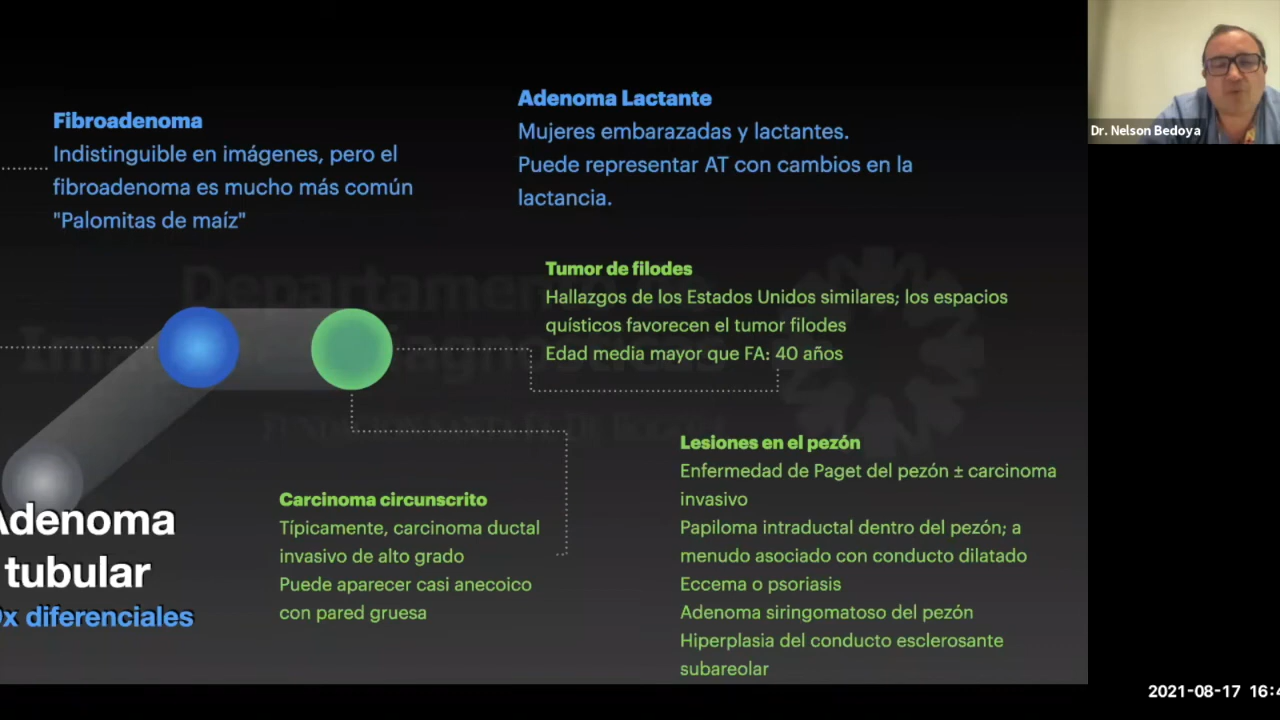 Fibroadenoma
Indistinguible en imágenes, pero el
fibroadenoma es mucho más común
"Palomitas de maíz"
Adenoma Lactante
Mujeres embarazadas y lactantes.
Puede representar AT con cambios en la
lactancia.
Dr. Nelson Bedoya
Tumor de filodes
Hallazgos de los Estados Unidos similares; los espacios
quísticos favorecen el tumor filodes
Edad media mayor que FA: 40 años
Departamento
Lesiones en el pezón
Enfermedad de Paget del pezón ± carcinoma
invasivo
Papiloma intraductal dentro del pezón; a
menudo asociado con conducto dilatado
Eccema o psoriasis
Adenoma siringomatoso del pezón
Hiperplasia del conducto esclerosante
subareolar
Carcinoma circunscrito
Típicamente, carcinoma ductal
invasivo de alto grado
Puede aparecer casi anecoico
con pared gruesa
Adenoma
tubular
Dx diferenciales
2021-08-17 16:4